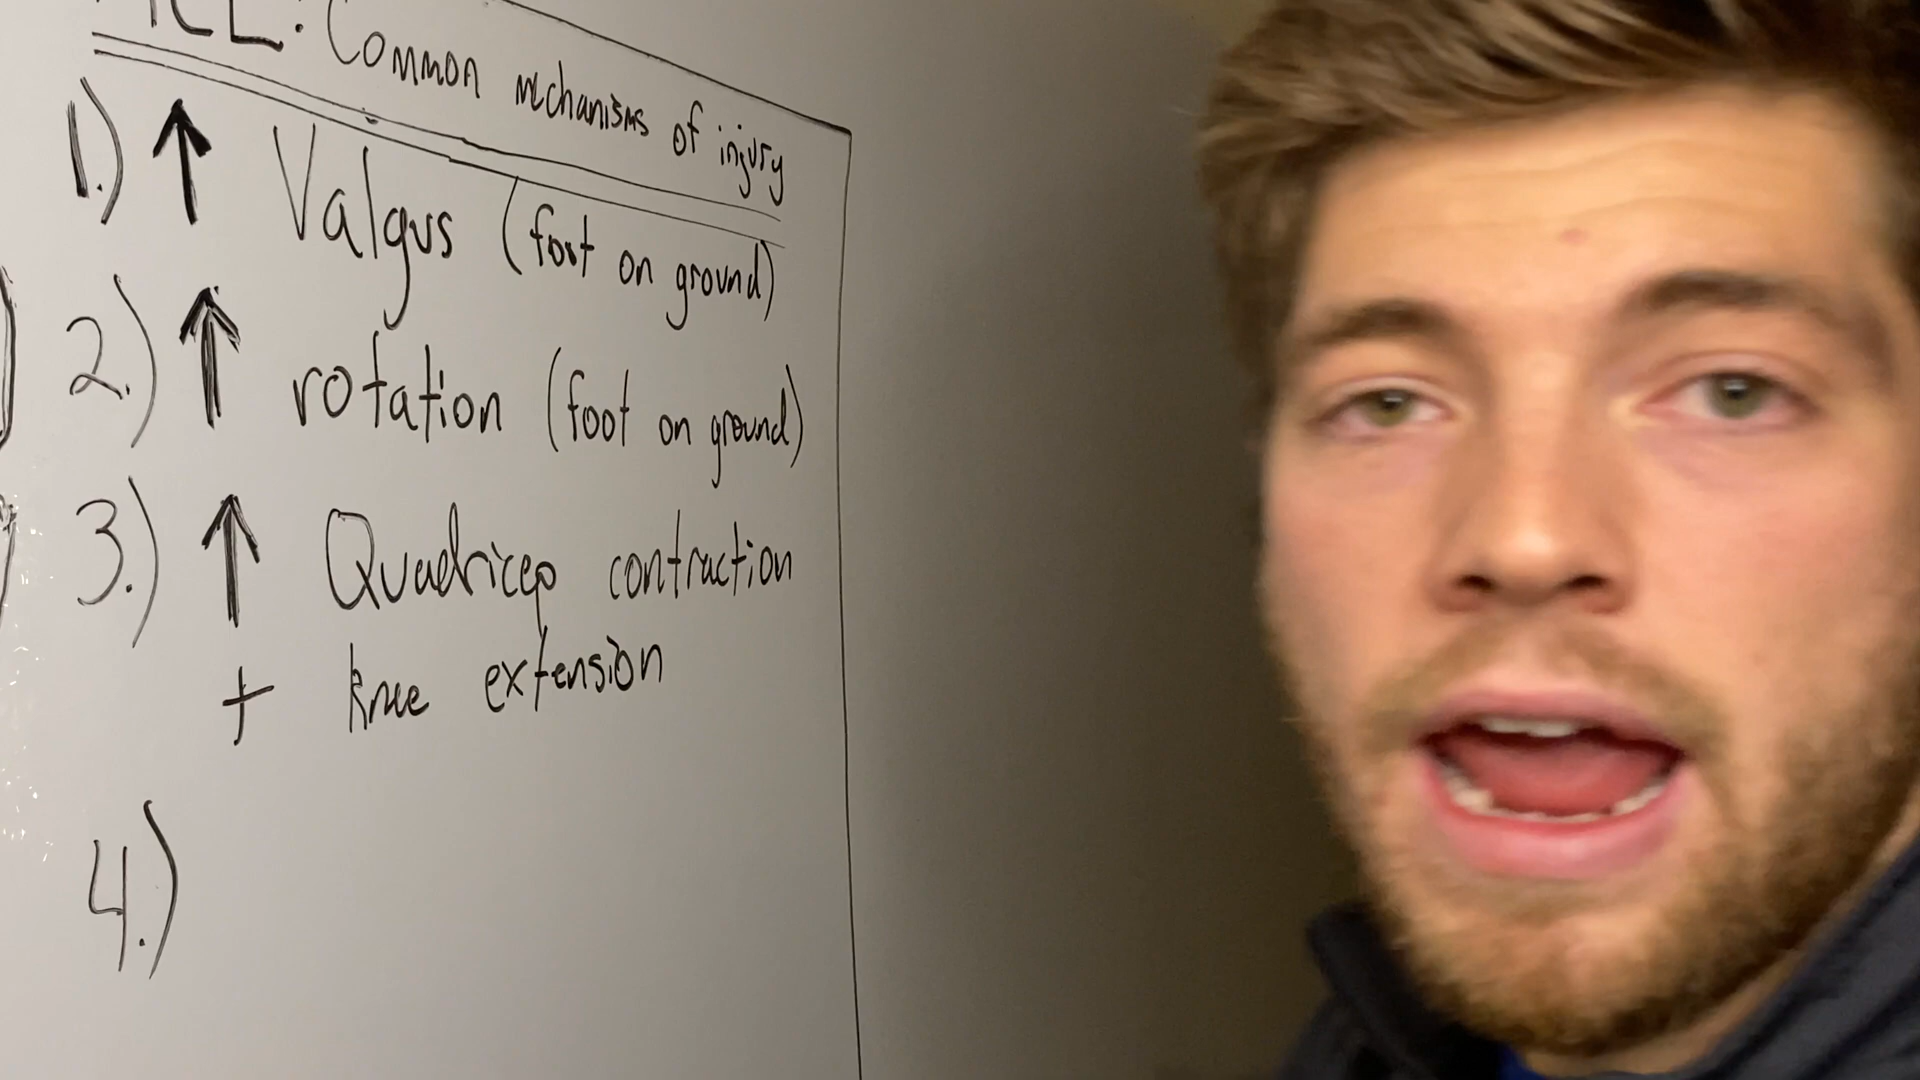 ACL: Common mechanisms of injury
1.) ↑ Valgus (foot on ground)
2.) ↑ rotation (foot on ground)
3.) ↑ Quadricep contraction
+ knee extension
4.)